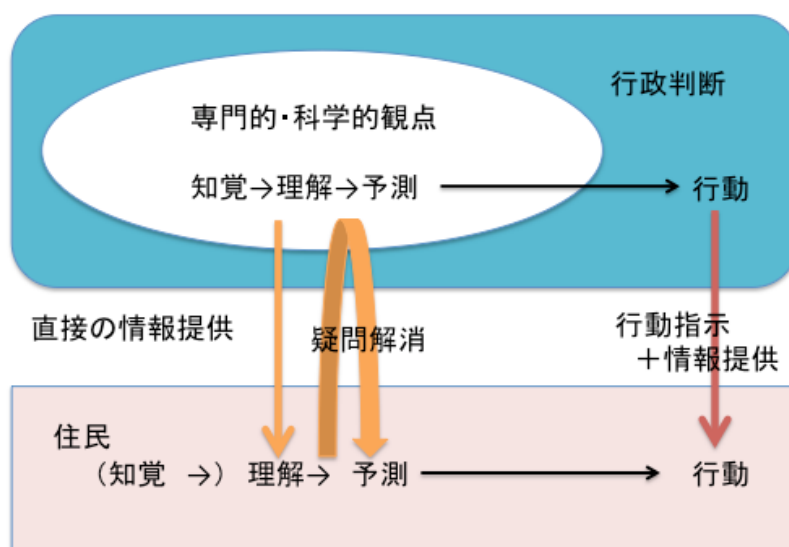 行政判断
専門的・科学的観点
知覚→理解→予測
行動
直接の情報提供
疑問解消
行動指示
＋情報提供
住民
（知覚 →）理解→ 予測
行動